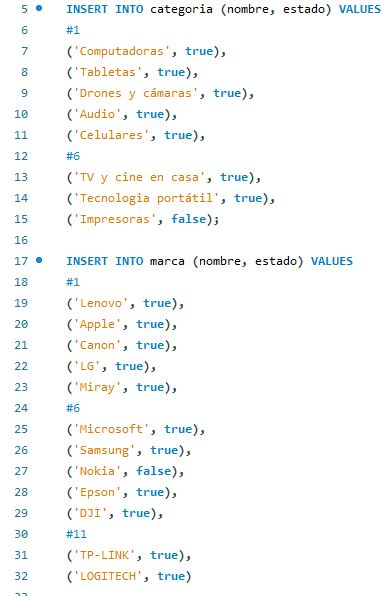 5 INSERT INTO categoria (nombre, estado) VALUES
6 #1
7 ('Computadoras', true),
8 ('Tabletas', true),
9 ('Drones y cámaras', true),
10 ('Audio', true),
11 ('Celulares', true),
12 #6
13 ('TV y cine en casa', true),
14 ('Tecnologia portátil', true),
15 ('Impresoras', false);
16
17 INSERT INTO marca (nombre, estado) VALUES
18 #1
19 ('Lenovo', true),
20 ('Apple', true),
21 ('Canon', true),
22 ('LG', true),
23 ('Miray', true),
24 #6
25 ('Microsoft', true),
26 ('Samsung', true),
27 ('Nokia', false),
28 ('Epson', true),
29 ('DJI', true),
30 #11
31 ('TP-LINK', true),
32 ('LOGITECH', true)